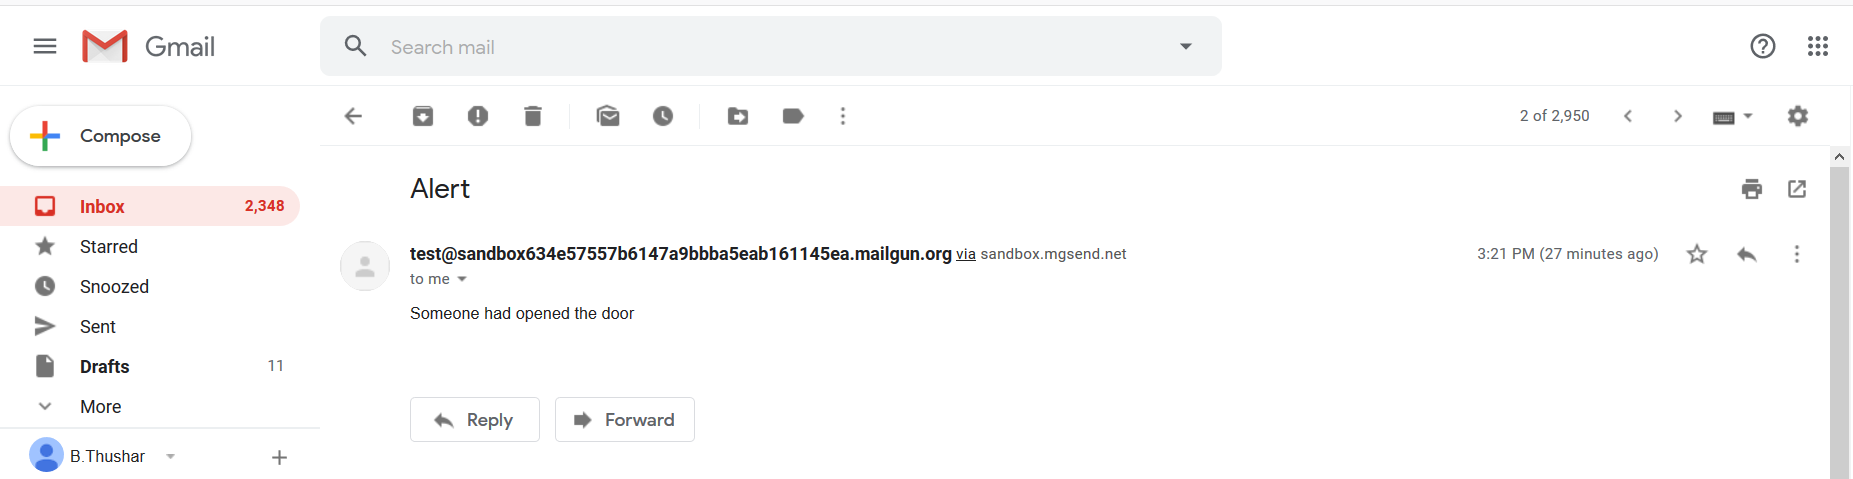 Gmail
Search mail
Compose
2 of 2,950
Inbox 2,348
Starred
Snoozed
Sent
Drafts 11
More
B.Thushar
Alert
test@sandbox634e57557b6147a9bbba5eab161145ea.mailgun.org via sandbox.mgsend.net 3:21 PM (27 minutes ago)
to me
Someone had opened the door
Reply Forward